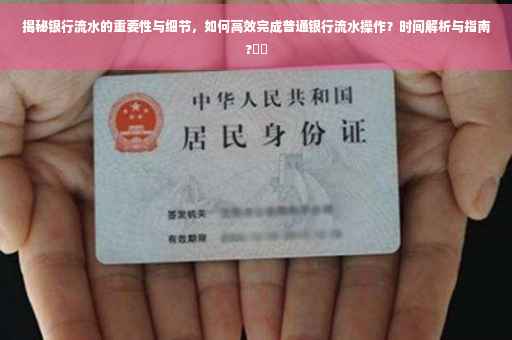 揭秘银行流水的重要性与细节，如何高效完成普通银行流水操作？时间解析与指南
?
中华人民共和国
居民身份证
签发机关
有效期限